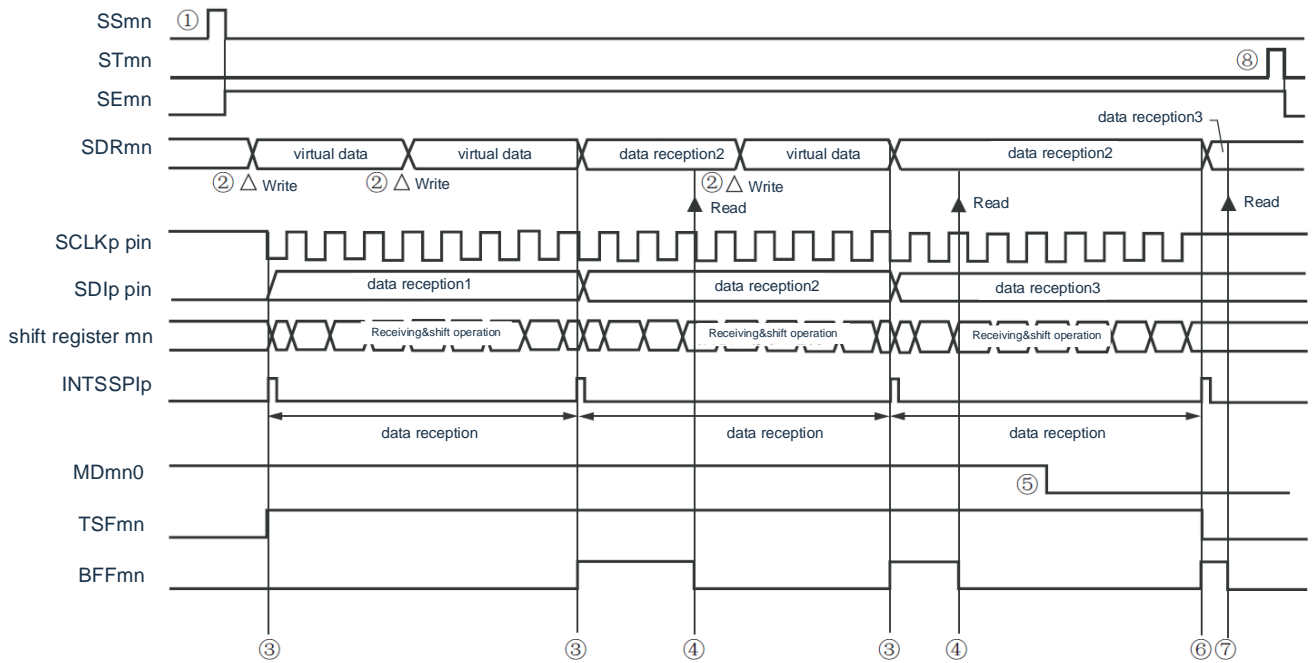 SSmn ①
STmn ⑧
SEmn
data reception3
SDRmn virtual data virtual data data reception2 virtual data data reception2
② △ Write ② △ Write ② △ Write
▲ Read ▲ Read ▲ Read
SCLKp pin
SDIp pin data reception1 data reception2 data reception3
shift register mn Receiving&shift operation Receiving&shift operation Receiving&shift operation
INTSSPIp
data reception data reception data reception
MDmn0 ⑤
TSFmn
BFFmn
③ ③ ④ ③ ④ ⑥ ⑦